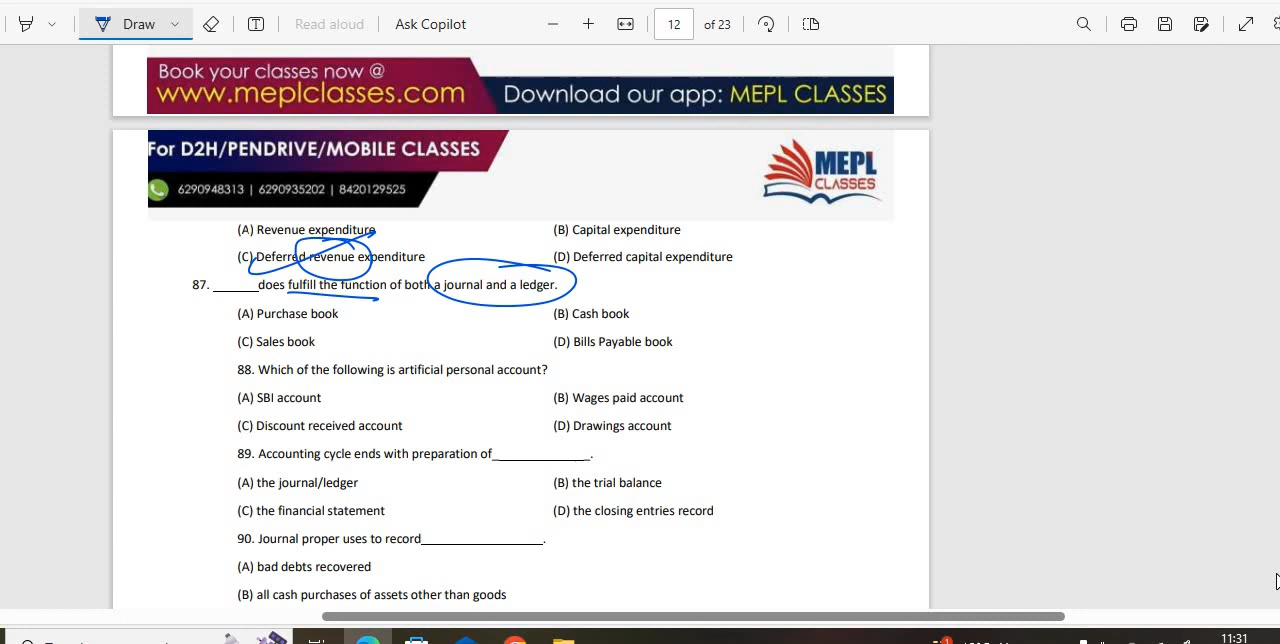 Draw
Read aloud
Ask Copilot
12 of 23
Book your classes now @
www.meplclasses.com
Download our app: MEPL CLASSES
For D2H/PENDRIVE/MOBILE CLASSES
6290948313 | 6290935202 | 8420129525
MEPL
CLASSES
(A) Revenue expenditure (B) Capital expenditure
(C) Deferred revenue expenditure (D) Deferred capital expenditure
87. ______does fulfill the function of both a journal and a ledger.
(A) Purchase book (B) Cash book
(C) Sales book (D) Bills Payable book
88. Which of the following is artificial personal account?
(A) SBI account (B) Wages paid account
(C) Discount received account (D) Drawings account
89. Accounting cycle ends with preparation of______________.
(A) the journal/ledger (B) the trial balance
(C) the financial statement (D) the closing entries record
90. Journal proper uses to record_________________.
(A) bad debts recovered
(B) all cash purchases of assets other than goods
11:31